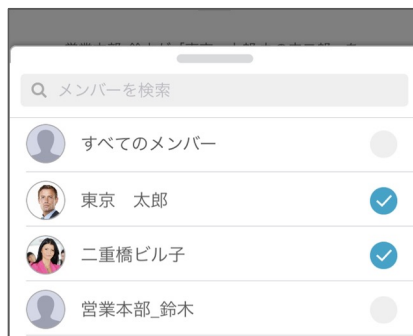 メンバーを検索
すべてのメンバー
東京　太郎
二重橋ビル子
営業本部_鈴木